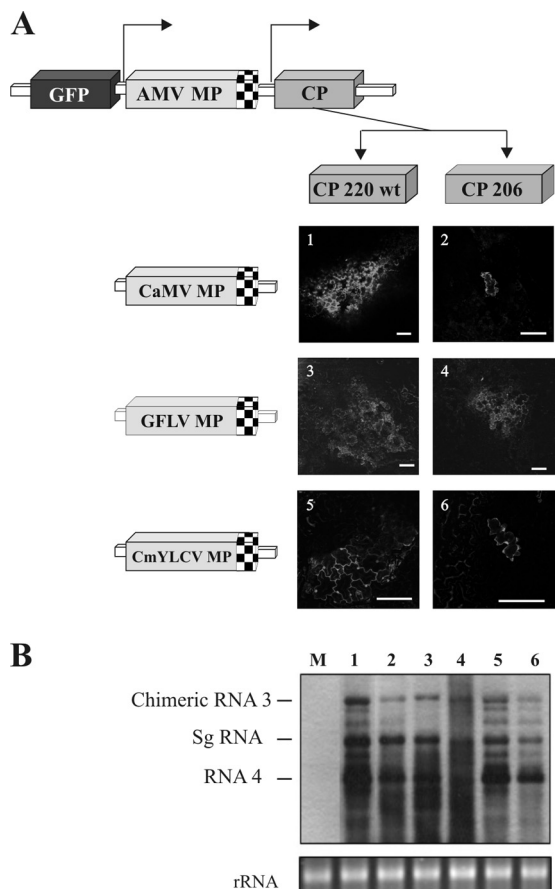 A
GFP
AMV MP
CP
CP 220 wt
CP 206
CaMV MP
1
2
GFLV MP
3
4
CmYLCV MP
5
6
B
M 1 2 3 4 5 6
Chimeric RNA 3
Sg RNA
RNA 4
rRNA